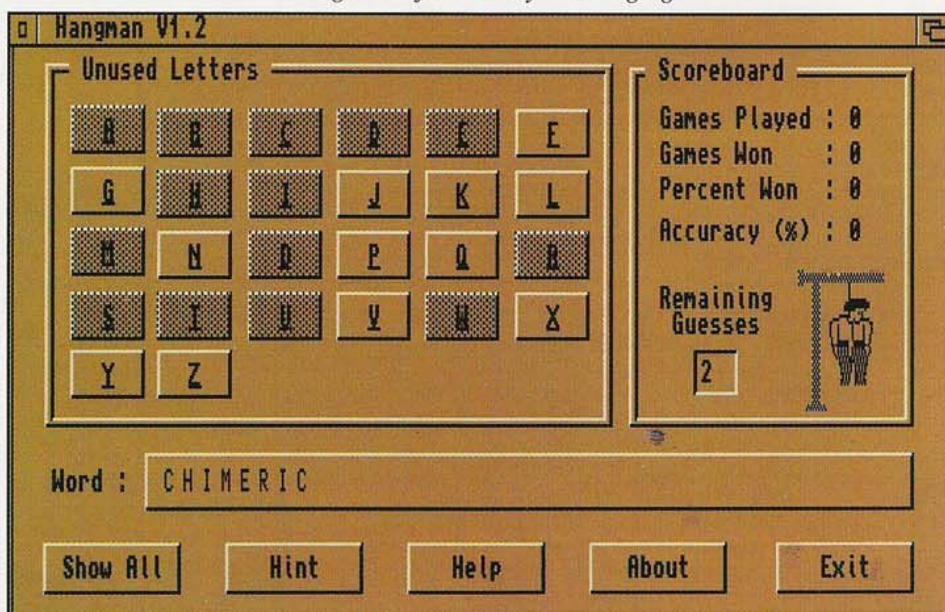 Hangman V1.2
Unused Letters
A B C D E F
G H I J K L
M N O P Q R
S T U V W X
Y Z
Scoreboard
Games Played : 0
Games Won : 0
Percent Won : 0
Accuracy (%) : 0
Remaining
Guesses
2
Word : CHIMERIC
Show All Hint Help About Exit